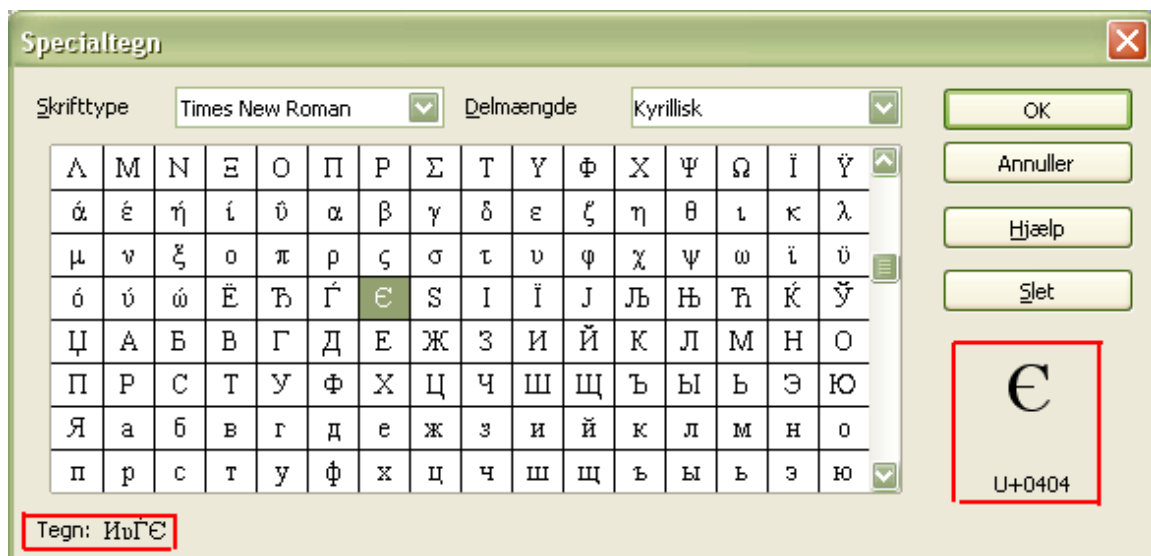 Specialtegn
Skrifttype Times New Roman Delmængde Kyrillisk OK
Λ Μ Ν Ξ Ο Π Ρ Σ Τ Υ Φ Χ Ψ Ω Ϊ Ϋ Annuller
ά έ ή ί ΰ α β γ δ ε ζ η θ ι κ λ Hjælp
μ ν ξ ο π ρ ς σ τ υ φ χ ψ ω ϊ ϋ
ό ύ ώ Ё Ђ Ѓ Є Ѕ І Ї Ј Љ Њ Ћ Ќ Ў Slet
Џ А Б В Г Д Е Ж З И Й К Л М Н О
П Р С Т У Ф Х Ц Ч Ш Щ Ъ Ы Ь Э Ю Є
Я а б в г д е ж з и й к л м н о
п р с т у ф х ц ч ш щ ъ ы ь э ю U+0404
Tegn: ИυЃЄ